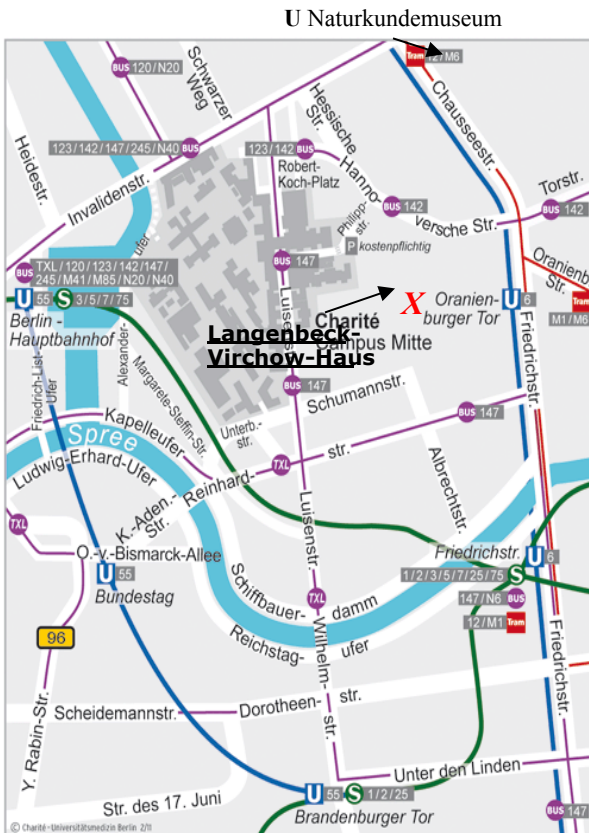 U Naturkundemuseum
Tram 12/M6
BUS 120/N20
Schwarzer
Weg
Hessische
Str.
Chausseestr.
Heidestr.
123/142/147/245/N40 BUS
123/142 BUS
Robert-
Koch-Platz
Hanno-
versche Str.
BUS 142
Torstr.
BUS 142
Invalidenstr.
Philipp-
str.
P kostenpflichtig
ufer
BUS
TXL/120/123/142/147/
245/M41/M85/N20/N40
BUS 147
Oranienb
U 55 S 3/5/7/75
Berlin -
Hauptbahnhof
X
Oranien-
burger Tor
U 6
Tram
M1/M6
Luisenstr.
Charité
Campus Mitte
Langenbeck-
Virchow-Haus
Friedrich-List-
Ufer
Alexander-
Margarete-Steffin-Str.
BUS 147
Schumannstr.
Friedrichstr.
BUS 147
Kapelleufer
Unterb.-
str.
Spree
Ludwig-Erhard-Ufer
TXL
Reinhard-
str.
Albrechtstr.
K.-Aden.-
Str.
TXL
O.-v.-Bismarck-Allee
U 55
Bundestag
Luisenstr.
Friedrichstr.
U 6
1/2/3/5/7/25/75 S
147/N6 BUS
12/M1 Tram
TXL
Schiffbauer-
damm
Reichstag-
ufer
96
Wilhelm-
str.
Friedrichstr.
Y. Rabin-Str.
Scheidemannstr.
Dorotheen-
str.
Unter den Linden
U 55 S 1/2/25
Brandenburger Tor
Str. des 17. Juni
BUS
147
© Charité-Universitätsmedizin Berlin 2/11